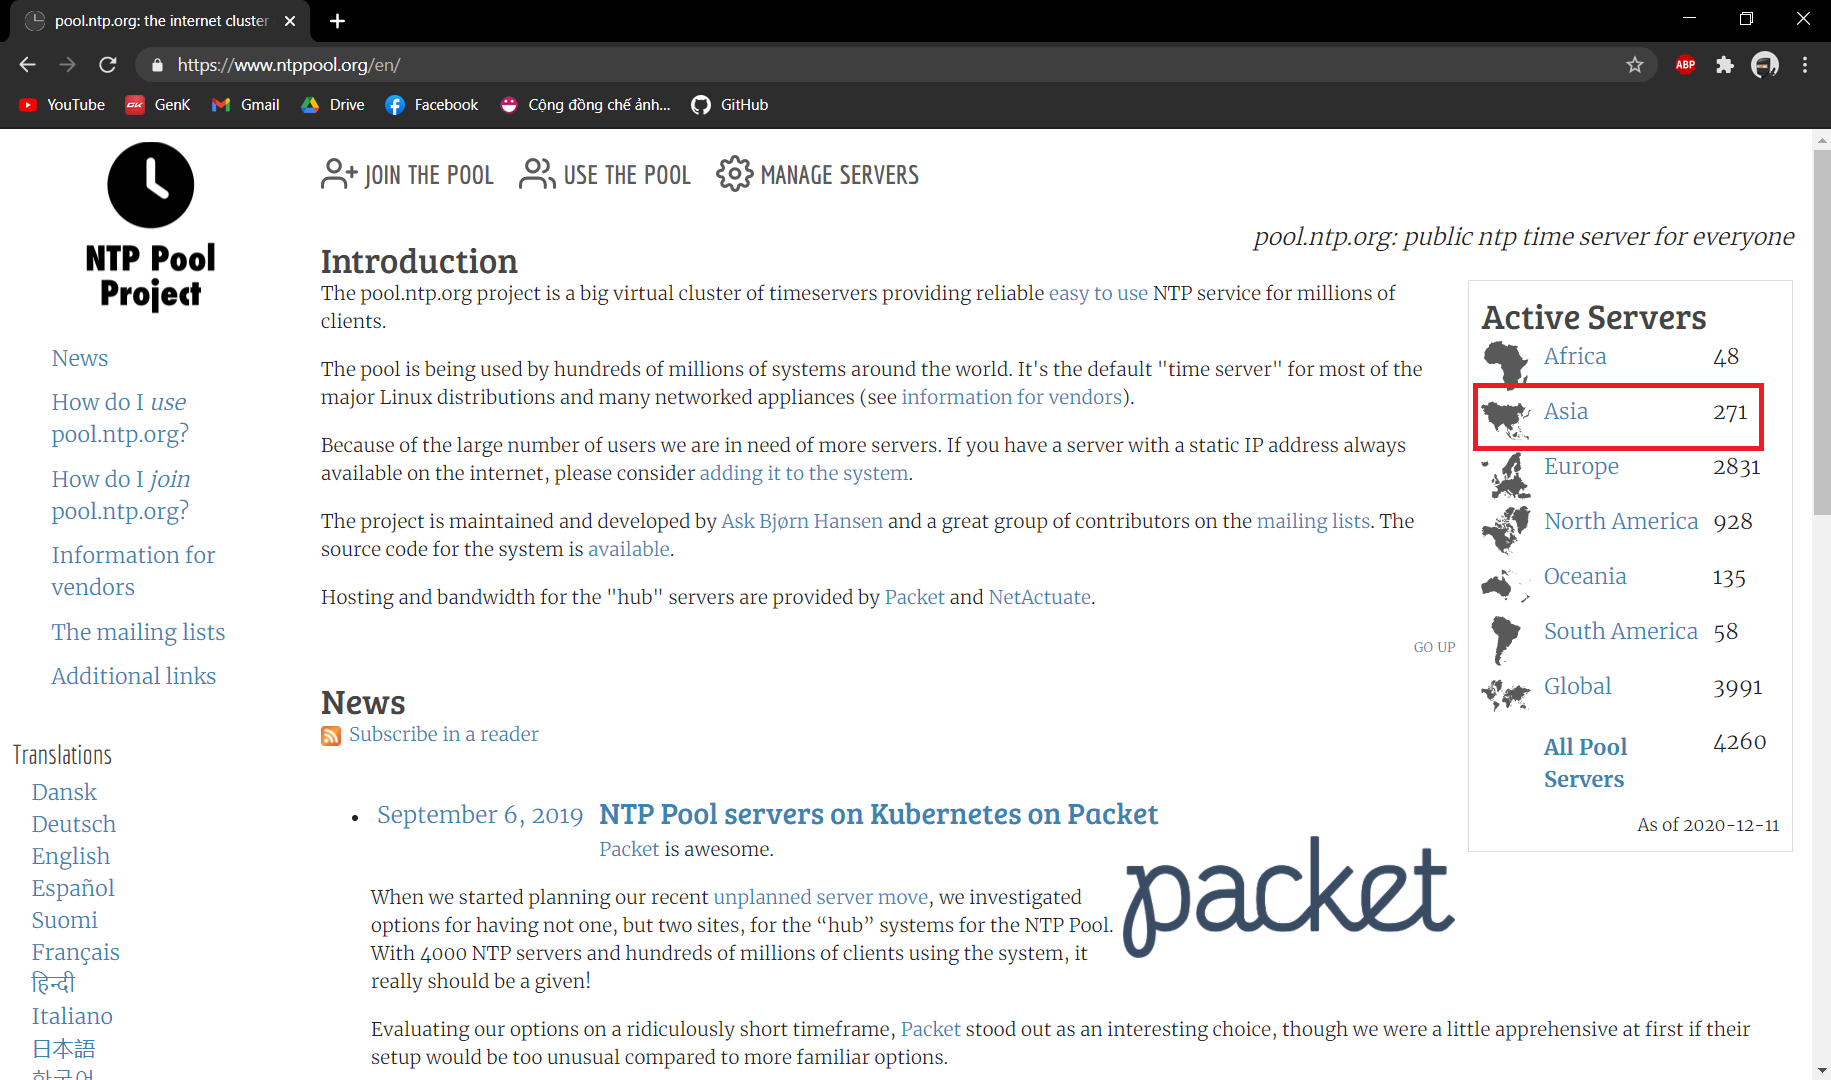 pool.ntp.org: the internet cluster
https://www.ntppool.org/en/
ABP
YouTube
GK
GenK
Gmail
Drive
Facebook
Cộng đồng chế ảnh...
GitHub
NTP Pool
Project
News
How do I use
pool.ntp.org?
How do I join
pool.ntp.org?
Information for
vendors
The mailing lists
Additional links
Translations
Dansk
Deutsch
English
Español
Suomi
Français
हिन्दी
Italiano
日本語
한국어
JOIN THE POOL
USE THE POOL
MANAGE SERVERS
pool.ntp.org: public ntp time server for everyone
Introduction
The pool.ntp.org project is a big virtual cluster of timeservers providing reliable easy to use NTP service for millions of
clients.
The pool is being used by hundreds of millions of systems around the world. It's the default "time server" for most of the
major Linux distributions and many networked appliances (see information for vendors).
Because of the large number of users we are in need of more servers. If you have a server with a static IP address always
available on the internet, please consider adding it to the system.
The project is maintained and developed by Ask Bjørn Hansen and a great group of contributors on the mailing lists. The
source code for the system is available.
Hosting and bandwidth for the "hub" servers are provided by Packet and NetActuate.
GO UP
News
Subscribe in a reader
September 6, 2019 NTP Pool servers on Kubernetes on Packet
Packet is awesome.
packet
When we started planning our recent unplanned server move, we investigated
options for having not one, but two sites, for the “hub” systems for the NTP Pool.
With 4000 NTP servers and hundreds of millions of clients using the system, it
really should be a given!
Evaluating our options on a ridiculously short timeframe, Packet stood out as an interesting choice, though we were a little apprehensive at first if their
setup would be too unusual compared to more familiar options.
Active Servers
Africa 48
Asia 271
Europe 2831
North America 928
Oceania 135
South America 58
Global 3991
All Pool 4260
Servers
As of 2020-12-11